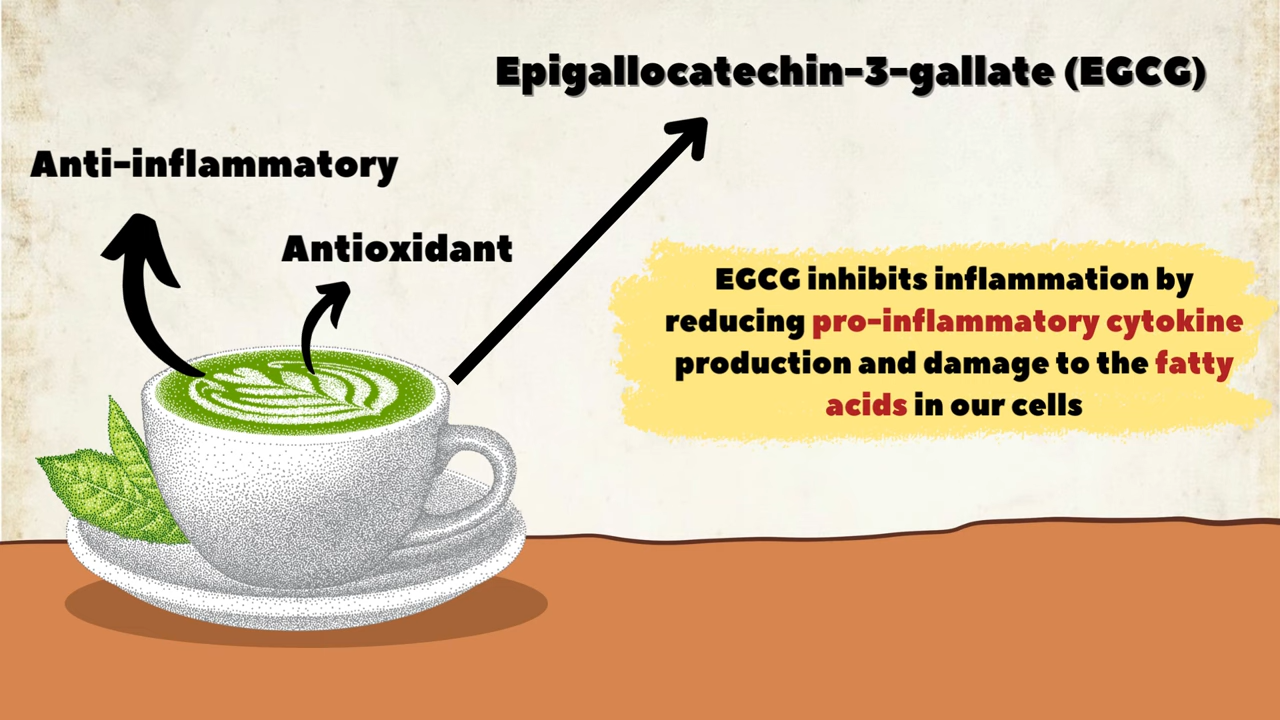 Epigallocatechin-3-gallate (EGCG)
Anti-inflammatory
Antioxidant
EGCG inhibits inflammation by
reducing pro-inflammatory cytokine
production and damage to the fatty
acids in our cells